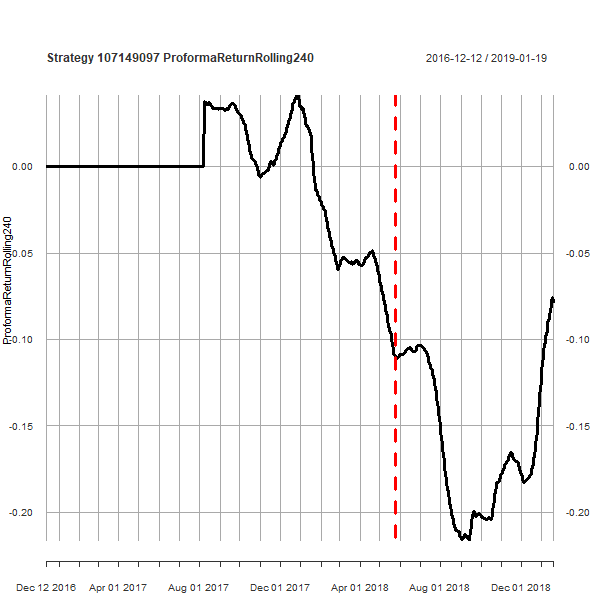 Strategy 107149097 ProformaReturnRolling240
2016-12-12 / 2019-01-19
ProformaReturnRolling240
0.00
-0.05
-0.10
-0.15
-0.20
0.00
-0.05
-0.10
-0.15
-0.20
Dec 12 2016
Apr 01 2017
Aug 01 2017
Dec 01 2017
Apr 01 2018
Aug 01 2018
Dec 01 2018